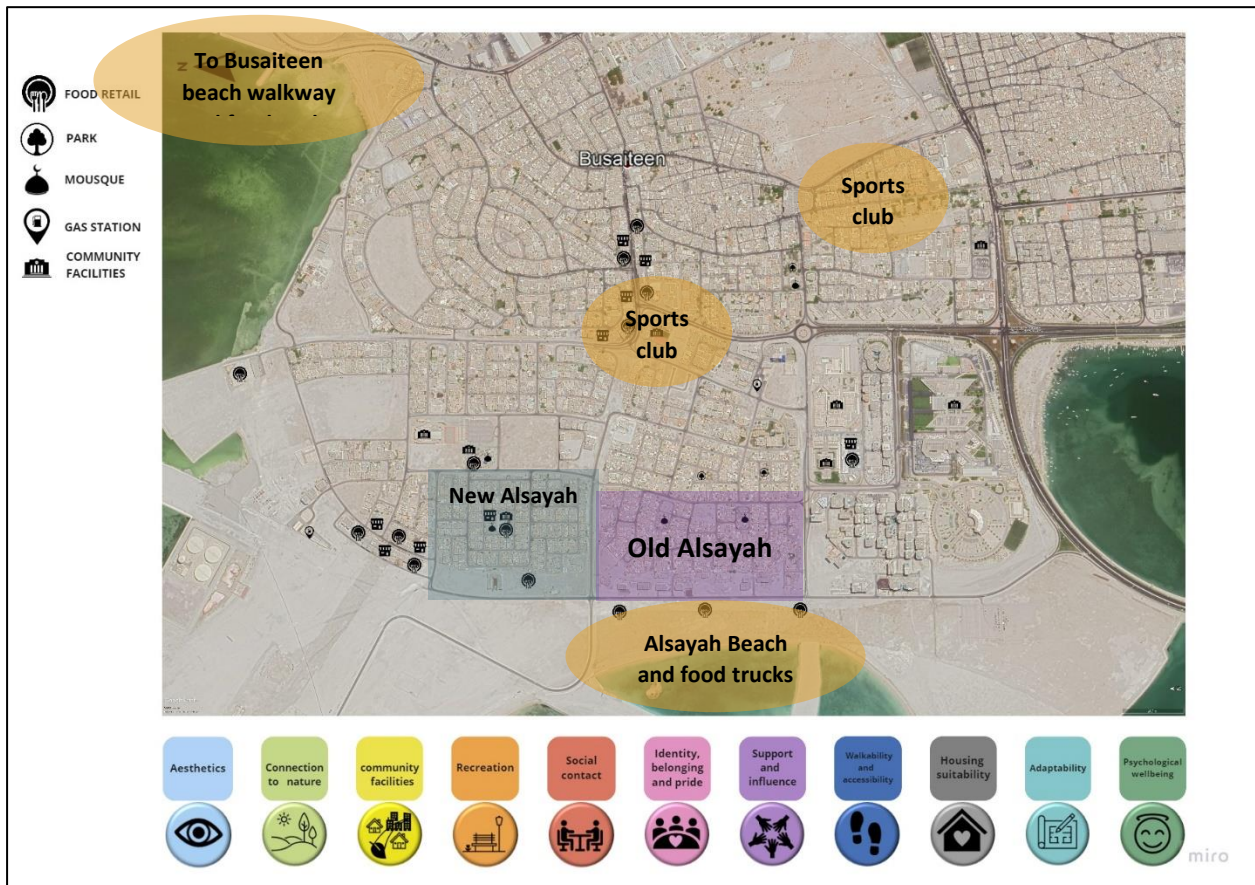 To Busaiteen
beach walkway
N
FOOD RETAIL
PARK
MOUSQUE
GAS STATION
COMMUNITY
FACILITIES
Busaiteen
Sports
club
Sports
club
New Alsayah
Old Alsayah
Alsayah Beach
and food trucks
Aesthetics
Connection
to nature
community
facilities
Recreation
Social
contact
Identity,
belonging
and pride
Support
and
influence
Walkability
and
accessibility
Housing
suitability
Adaptability
Psychological
wellbeing
miro